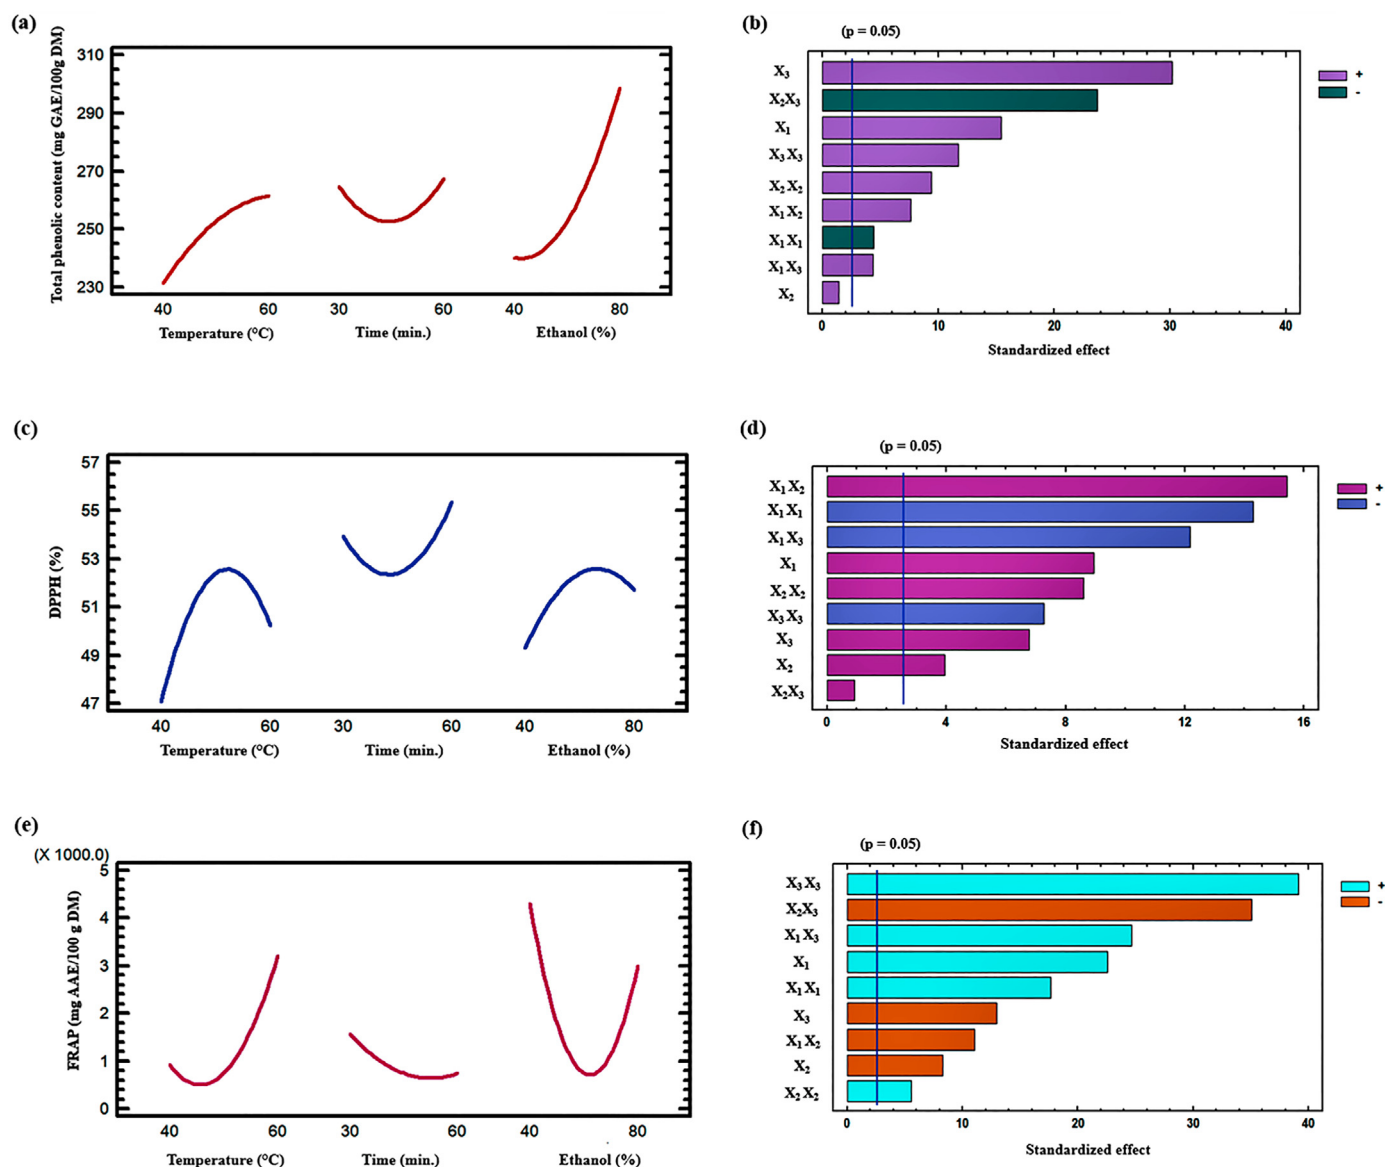 (a)
Total phenolic content (mg GAE/100g DM)
310
290
270
250
230
40
60
30
60
40
80
Temperature (°C)
Time (min.)
Ethanol (%)
(b)
(p = 0.05)
X₃
X₂X₃
X₁
X₃X₃
X₂X₂
X₁X₂
X₁X₁
X₁X₃
X₂
0
10
20
30
40
Standardized effect
+
-
(c)
DPPH (%)
57
55
53
51
49
47
40
60
30
60
40
80
Temperature (°C)
Time (min.)
Ethanol (%)
(d)
(p = 0.05)
X₁X₂
X₁X₁
X₁X₃
X₁
X₂X₂
X₃X₃
X₃
X₂
X₂X₃
0
4
8
12
16
Standardized effect
+
-
(e)
(X 1000.0)
FRAP (mg AAE/100 g DM)
5
4
3
2
1
0
40
60
30
60
40
80
Temperature (°C)
Time (min.)
Ethanol (%)
(f)
(p = 0.05)
X₃X₃
X₂X₃
X₁X₃
X₁
X₁X₁
X₃
X₁X₂
X₂
X₂X₂
0
10
20
30
40
Standardized effect
+
-